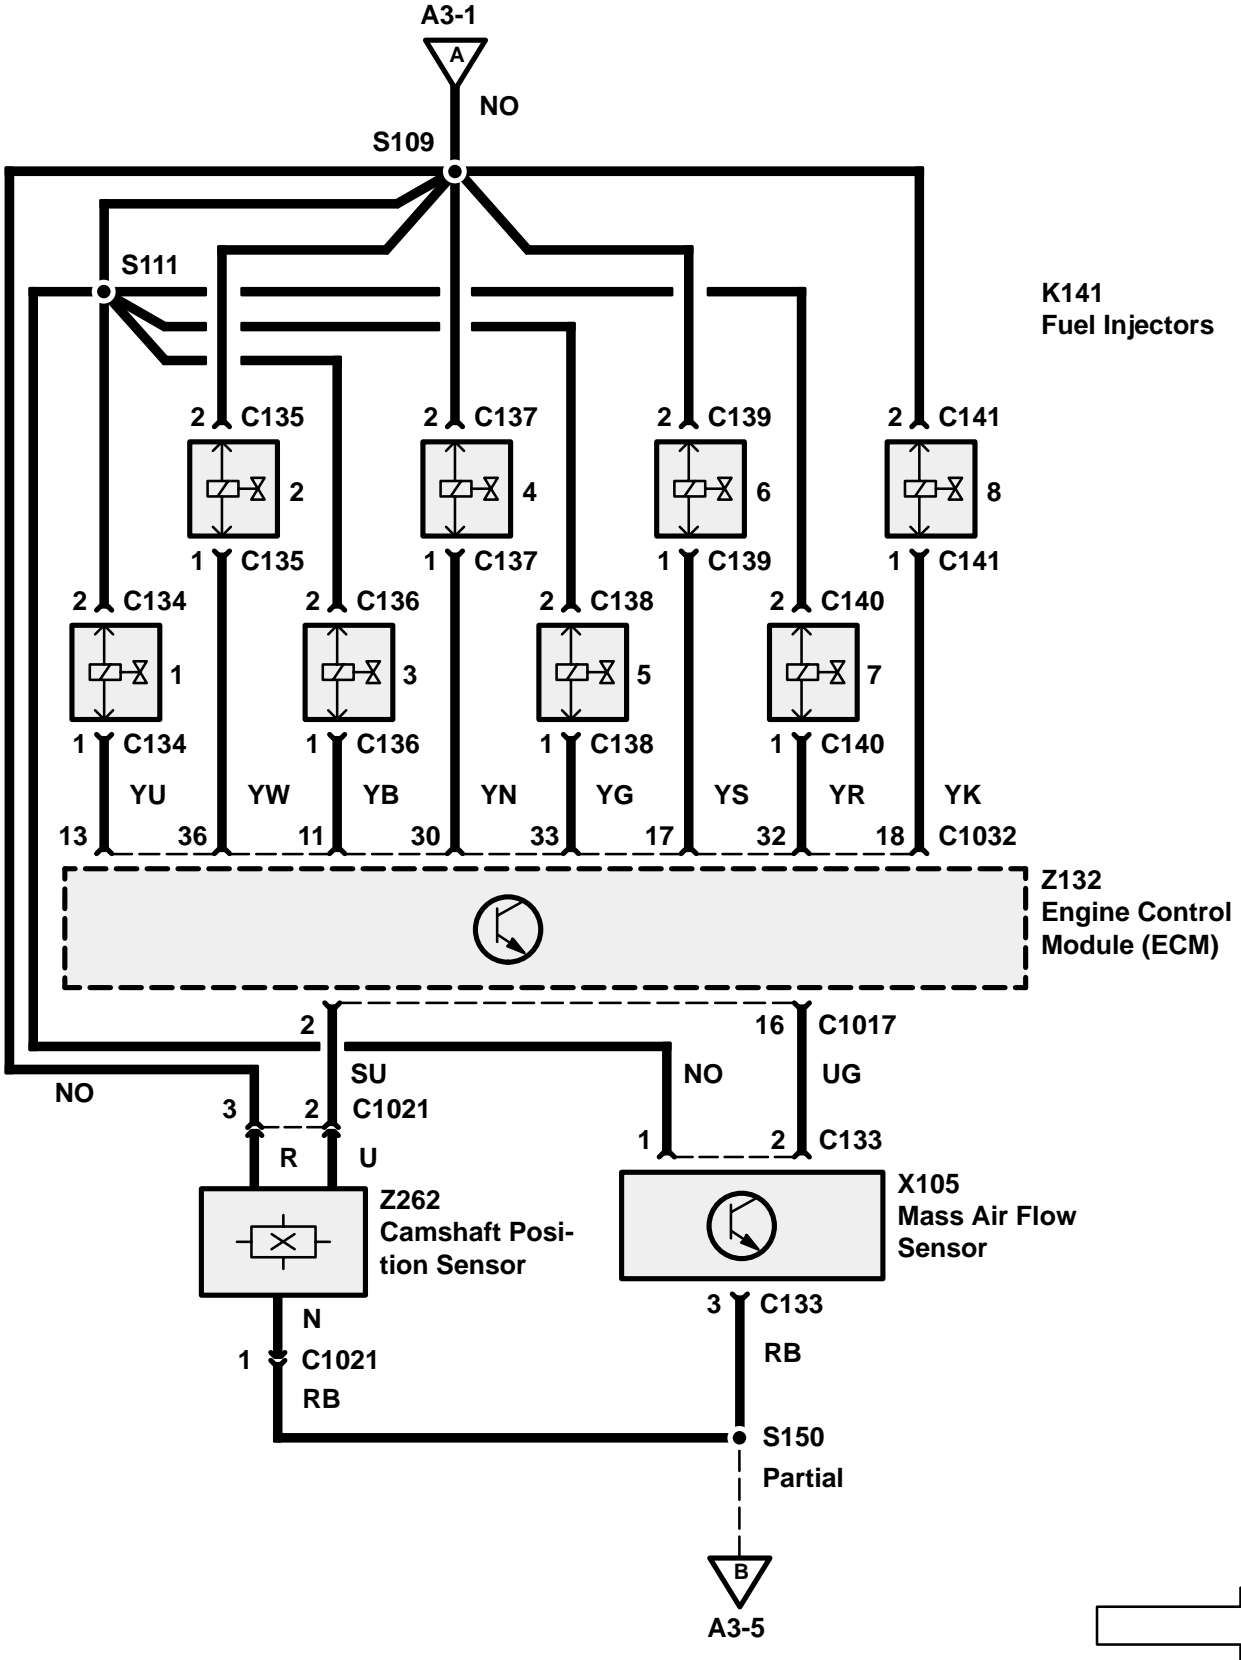 A3-1
A
NO
S109
S111
K141
Fuel Injectors
2 C135 2 C137 2 C139 2 C141
2 4 6 8
1 C135 1 C137 1 C139 1 C141
2 C134 2 C136 2 C138 2 C140
1 3 5 7
1 C134 1 C136 1 C138 1 C140
YU YW YB YN YG YS YR YK
13 36 11 30 33 17 32 18 C1032
Z132
Engine Control
Module (ECM)
2 16 C1017
SU NO UG
NO
3 2 C1021
1 2 C133
R U
Z262
Camshaft Posi-
tion Sensor
X105
Mass Air Flow
Sensor
N
3 C133
1 C1021
RB
RB
S150
Partial
B
A3-5